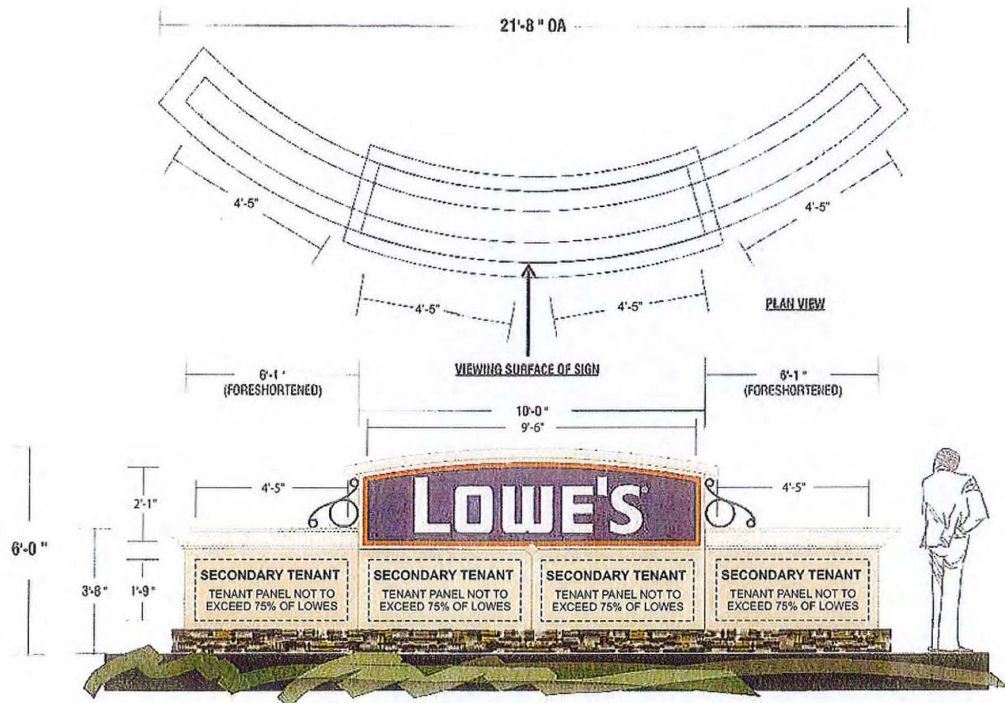 21'-8" OA
4'-5"
4'-5"
4'-5"
4'-5"
PLAN VIEW
VIEWING SURFACE OF SIGN
6'-1"
(FORESHORTENED)
6'-1"
(FORESHORTENED)
10'-0"
9'-6"
4'-5"
4'-5"
2'-1"
6'-0"
3'-8"
1'-9"
LOWE'S®
SECONDARY TENANT
TENANT PANEL NOT TO
EXCEED 75% OF LOWES
SECONDARY TENANT
TENANT PANEL NOT TO
EXCEED 75% OF LOWES
SECONDARY TENANT
TENANT PANEL NOT TO
EXCEED 75% OF LOWES
SECONDARY TENANT
TENANT PANEL NOT TO
EXCEED 75% OF LOWES